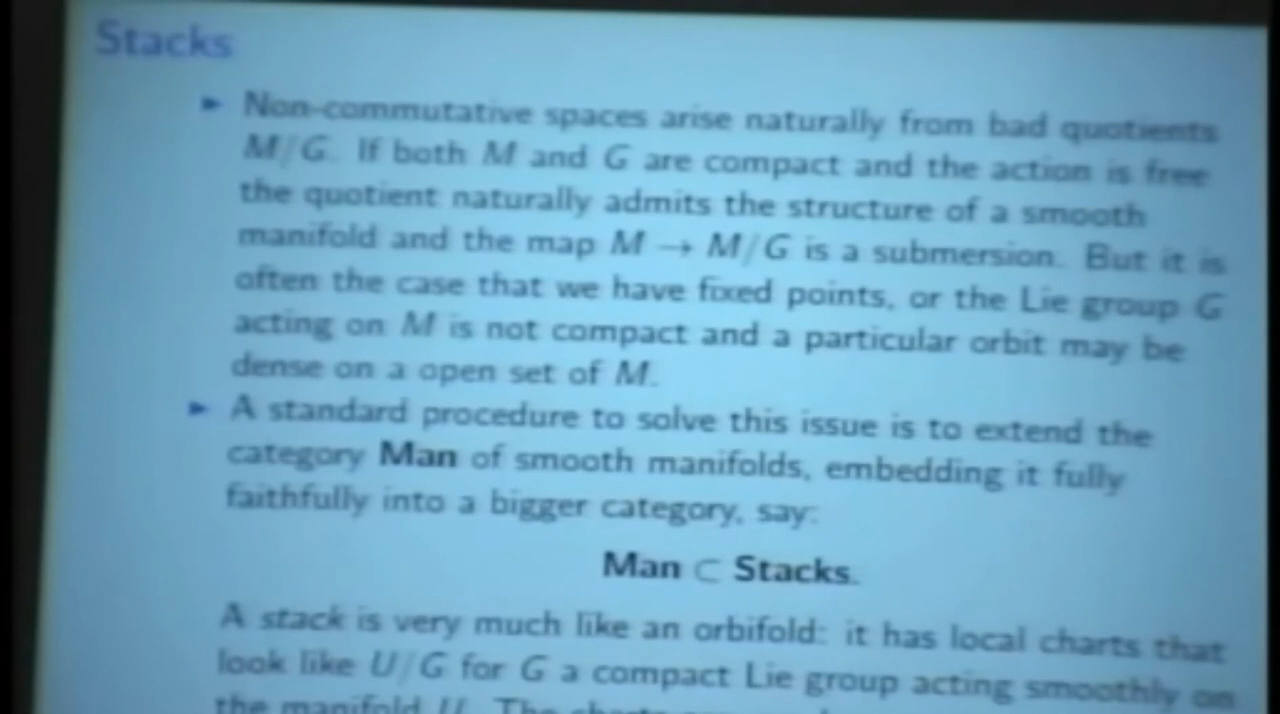 Stacks
► Non-commutative spaces arise naturally from bad quotients
M/G. If both M and G are compact and the action is free
the quotient naturally admits the structure of a smooth
manifold and the map M → M/G is a submersion. But it is
often the case that we have fixed points, or the Lie group G
acting on M is not compact and a particular orbit may be
dense on a open set of M.
► A standard procedure to solve this issue is to extend the
category Man of smooth manifolds, embedding it fully
faithfully into a bigger category, say:
Man ⊂ Stacks.
A stack is very much like an orbifold: it has local charts that
look like U/G for G a compact Lie group acting smoothly on
the manifold U. The charts